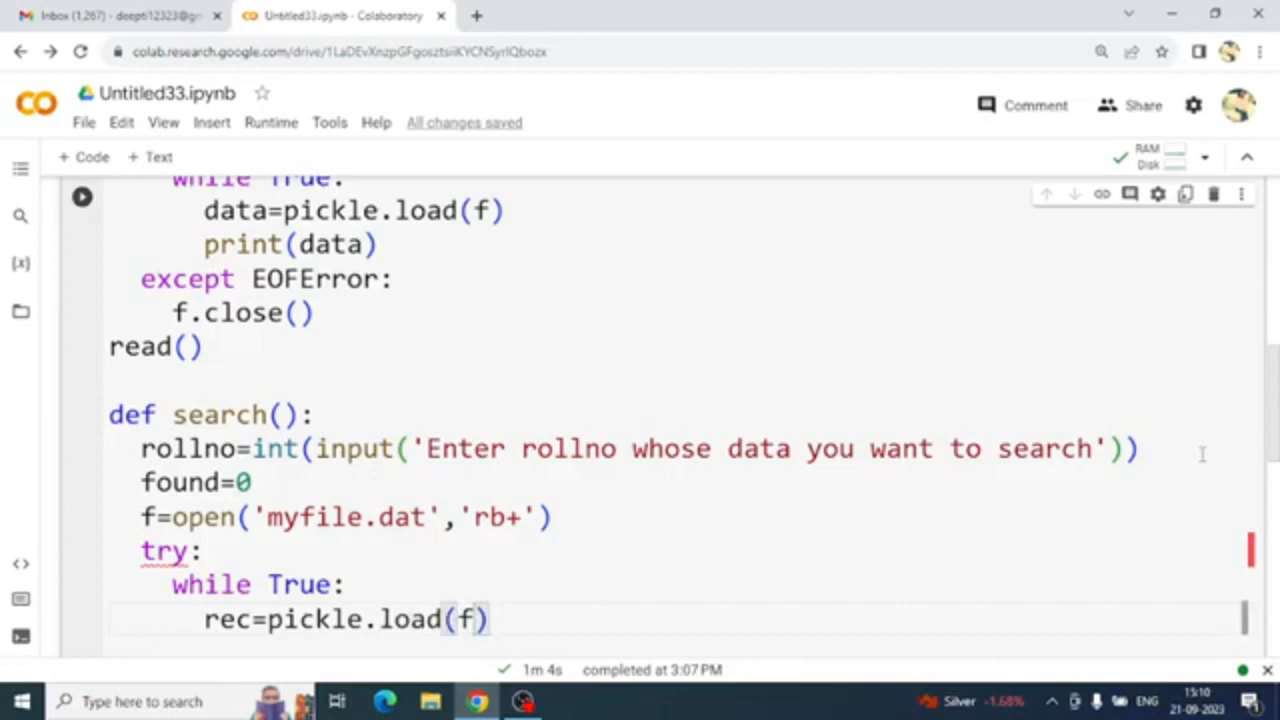 Inbox (1,267) - deepti12323@gm
Untitled33.ipynb - Colaboratory
colab.research.google.com/drive/1LaDEvXnzpGFgosztsiiKYCNSyrIQbozx
Untitled33.ipynb
File Edit View Insert Runtime Tools Help All changes saved
Comment Share
+ Code + Text
RAM
Disk
while True:
data=pickle.load(f)
print(data)
except EOFError:
f.close()
read()
def search():
rollno=int(input('Enter rollno whose data you want to search'))
found=0
f=open('myfile.dat','rb+')
try:
while True:
rec=pickle.load(f)
1m 4s completed at 3:07 PM
Type here to search
Silver -1.68%
ENG
15:10
21-09-2023